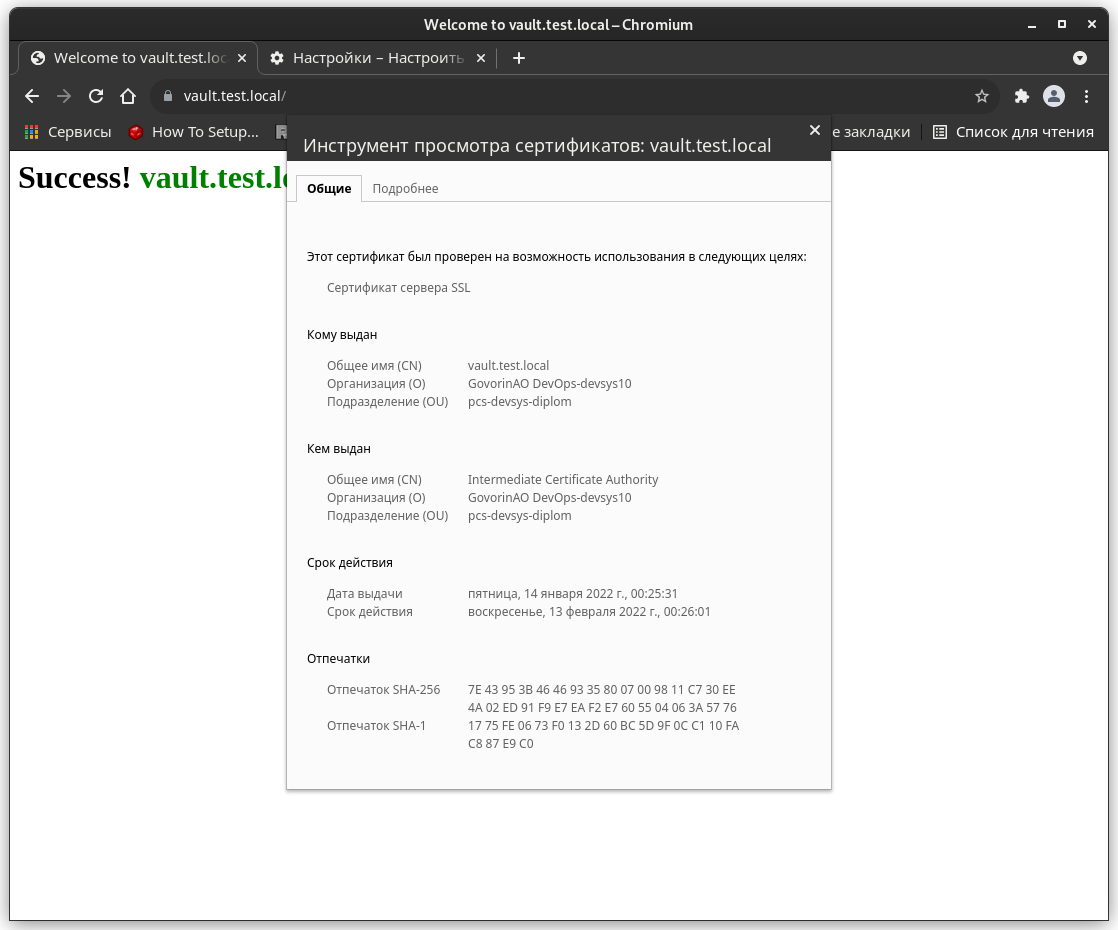 Welcome to vault.test.local – Chromium
Welcome to vault.test.loc
Настройки – Настроить
vault.test.local/
Сервисы
How To Setup...
е закладки
Список для чтения
Success! vault.test.lo
Инструмент просмотра сертификатов: vault.test.local
Общие
Подробнее
Этот сертификат был проверен на возможность использования в следующих целях:
Сертификат сервера SSL
Кому выдан
Общее имя (CN) vault.test.local
Организация (O) GovorinAO DevOps-devsys10
Подразделение (OU) pcs-devsys-diplom
Кем выдан
Общее имя (CN) Intermediate Certificate Authority
Организация (O) GovorinAO DevOps-devsys10
Подразделение (OU) pcs-devsys-diplom
Срок действия
Дата выдачи пятница, 14 января 2022 г., 00:25:31
Срок действия воскресенье, 13 февраля 2022 г., 00:26:01
Отпечатки
Отпечаток SHA-256 7E 43 95 3B 46 46 93 35 80 07 00 98 11 C7 30 EE
4A 02 ED 91 F9 E7 EA F2 E7 60 55 04 06 3A 57 76
Отпечаток SHA-1 17 75 FE 06 73 F0 13 2D 60 BC 5D 9F 0C C1 10 FA
C8 87 E9 C0